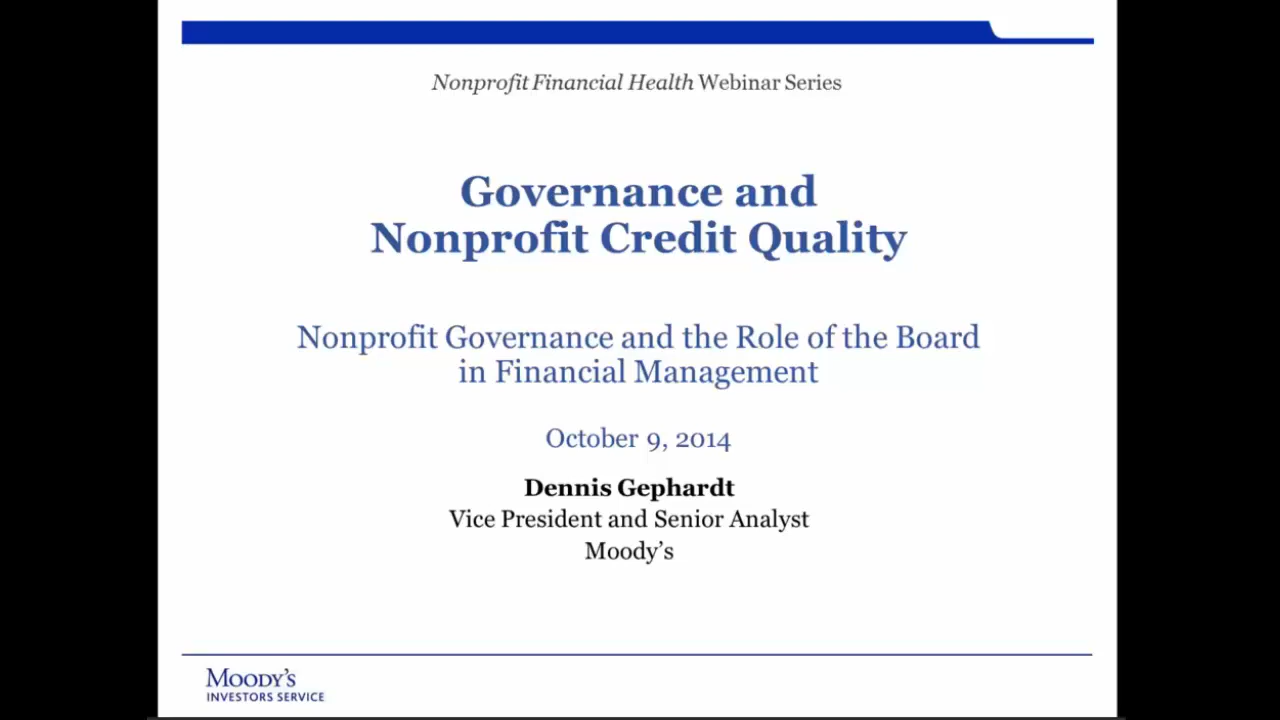 Nonprofit Financial Health Webinar Series
Governance and
Nonprofit Credit Quality
Nonprofit Governance and the Role of the Board
in Financial Management
October 9, 2014
Dennis Gephardt
Vice President and Senior Analyst
Moody’s
MOODY’S
INVESTORS SERVICE